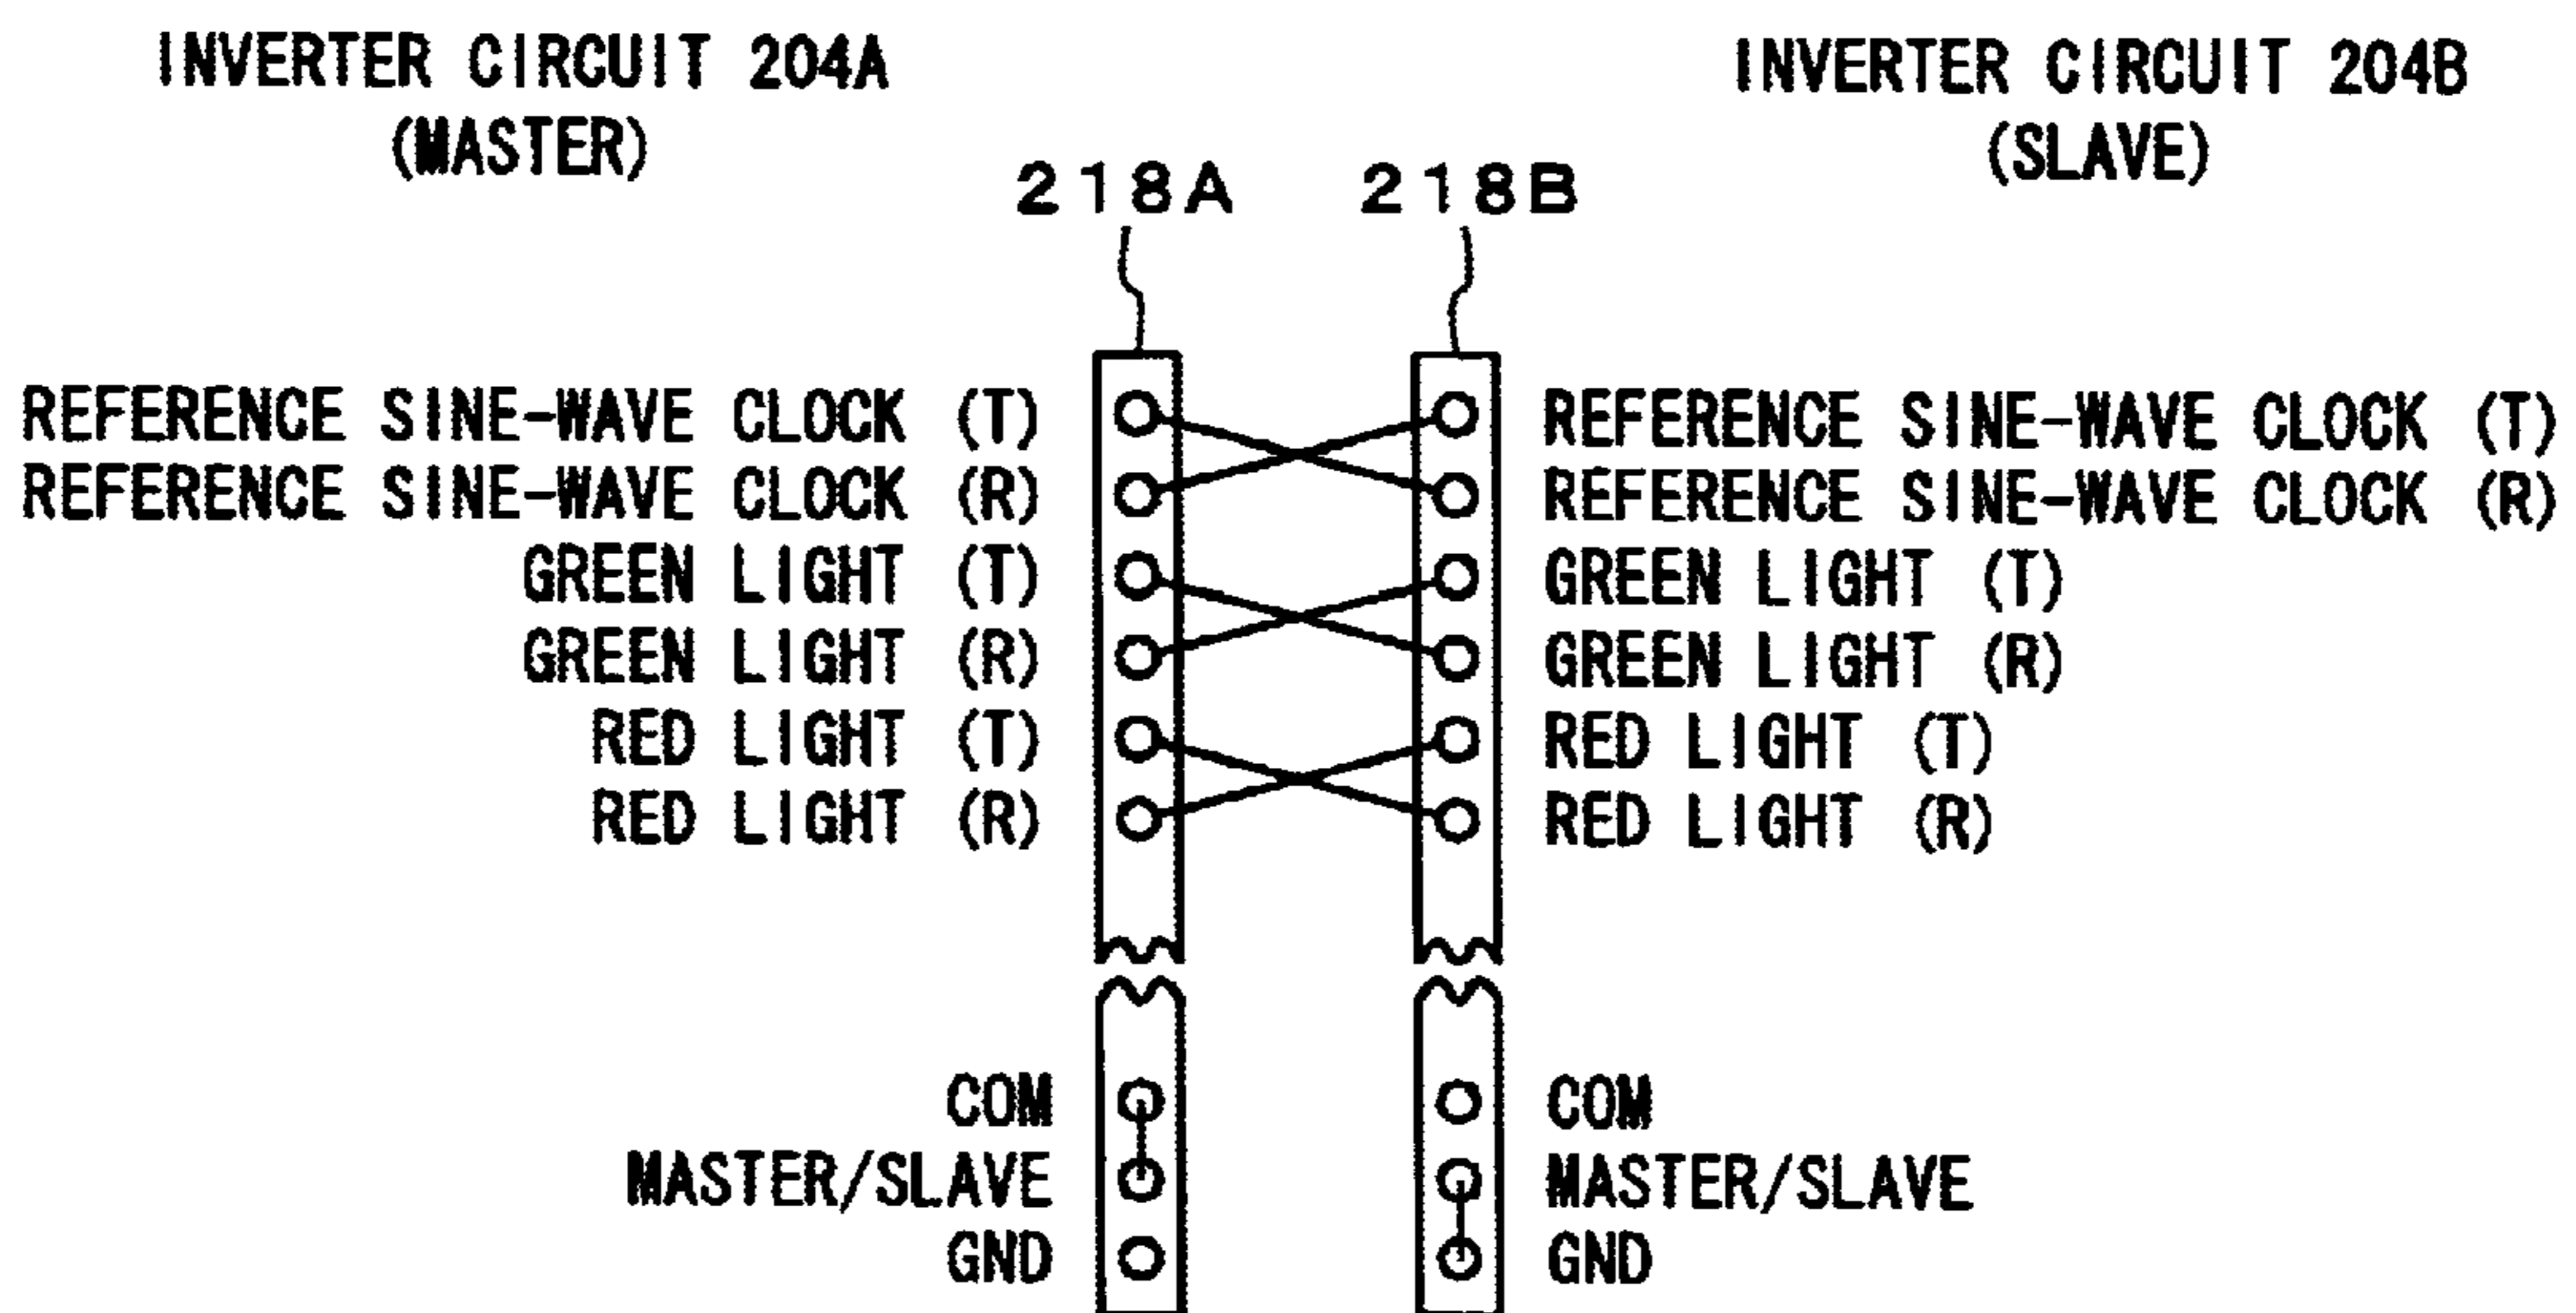 INVERTER CIRCUIT 204A
(MASTER)
INVERTER CIRCUIT 204B
(SLAVE)
218A
218B
REFERENCE SINE-WAVE CLOCK (T)
REFERENCE SINE-WAVE CLOCK (R)
GREEN LIGHT (T)
GREEN LIGHT (R)
RED LIGHT (T)
RED LIGHT (R)
COM
MASTER/SLAVE
GND
REFERENCE SINE-WAVE CLOCK (T)
REFERENCE SINE-WAVE CLOCK (R)
GREEN LIGHT (T)
GREEN LIGHT (R)
RED LIGHT (T)
RED LIGHT (R)
COM
MASTER/SLAVE
GND